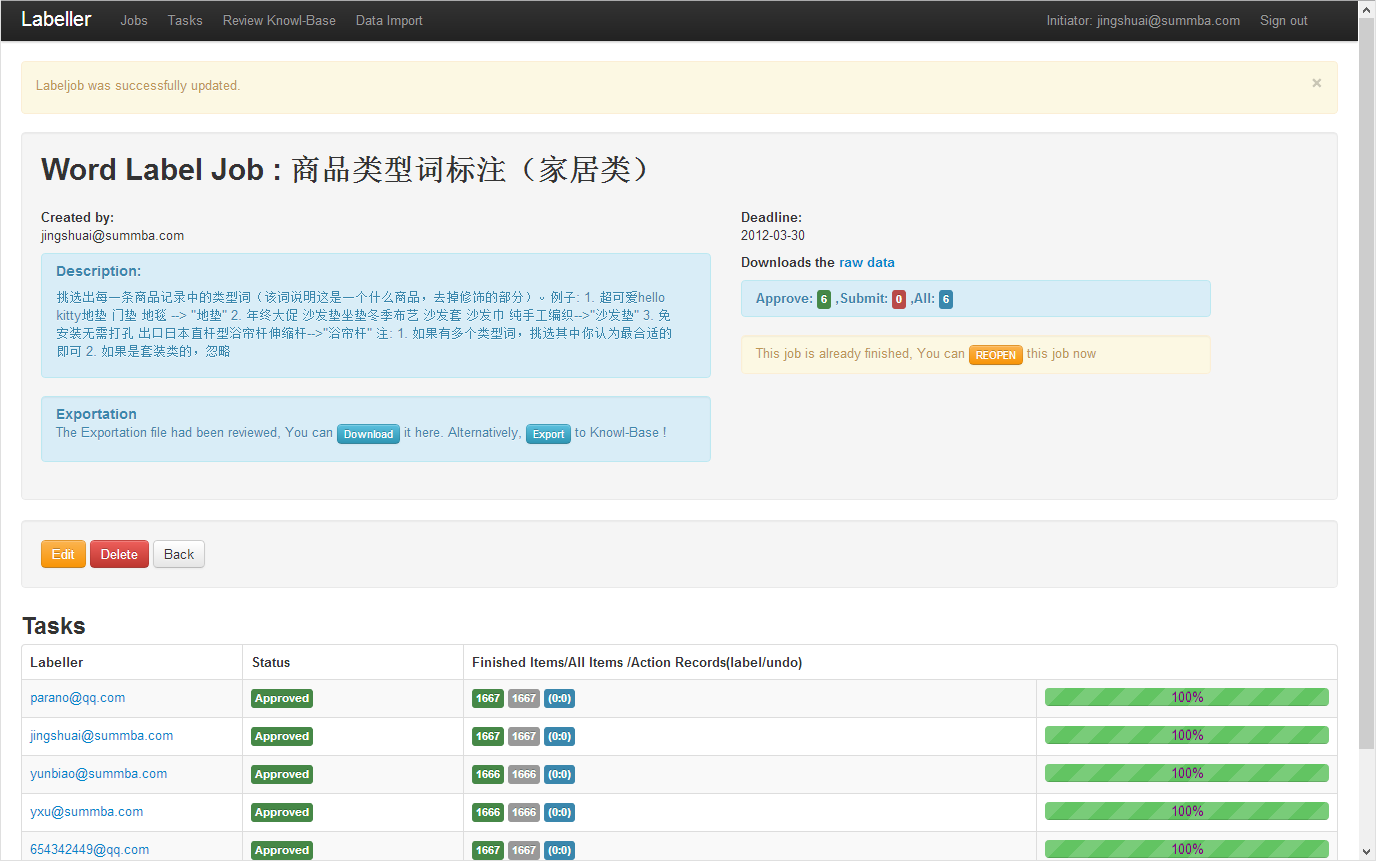 Labeller Jobs Tasks Review Knowl-Base Data Import Initiator: jingshuai@summba.com Sign out
Labeljob was successfully updated. ×
Word Label Job : 商品类型词标注（家居类）
Created by:
jingshuai@summba.com
Description:
挑选出每一条商品记录中的类型词（该词说明这是一个什么商品，去掉修饰的部分）。例子: 1. 超可爱hello
kitty地垫 门垫 地毯 --> "地垫" 2. 年终大促 沙发垫坐垫冬季布艺 沙发套 沙发巾 纯手工编织-->"沙发垫" 3. 免
安装无需打孔 出口日本直杆型浴帘杆伸缩杆-->"浴帘杆" 注: 1. 如果有多个类型词，挑选其中你认为最合适的
即可 2. 如果是套装类的，忽略
Exportation
The Exportation file had been reviewed, You can Download it here. Alternatively, Export to Knowl-Base !
Deadline:
2012-03-30
Downloads the raw data
Approve: 6 ,Submit: 0 ,All: 6
This job is already finished, You can REOPEN this job now
Edit Delete Back
Tasks
Labeller Status Finished Items/All Items /Action Records(label/undo)
parano@qq.com Approved 1667 1667 (0:0) 100%
jingshuai@summba.com Approved 1667 1667 (0:0) 100%
yunbiao@summba.com Approved 1666 1666 (0:0) 100%
yxu@summba.com Approved 1666 1666 (0:0) 100%
654342449@qq.com Approved 1667 1667 (0:0) 100%